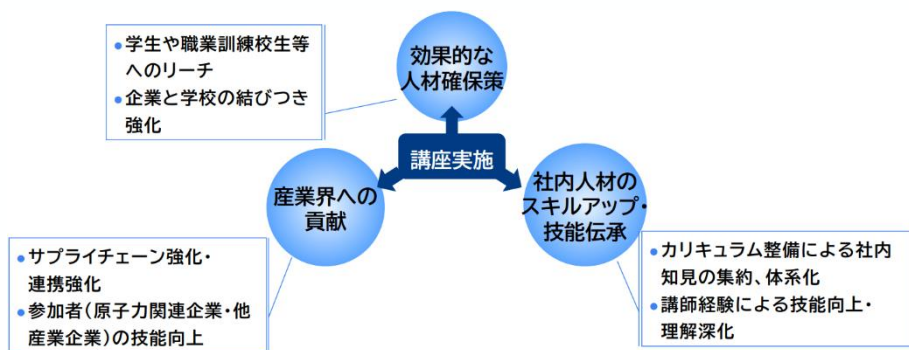 ●学生や職業訓練校生等
へのリーチ
●企業と学校の結びつき
強化
効果的な
人材確保策
講座実施
産業界への
貢献
社内人材の
スキルアップ・
技能伝承
●サプライチェーン強化・
連携強化
●参加者(原子力関連企業・他
産業企業)の技能向上
●カリキュラム整備による社内
知見の集約、体系化
●講師経験による技能向上・
理解深化